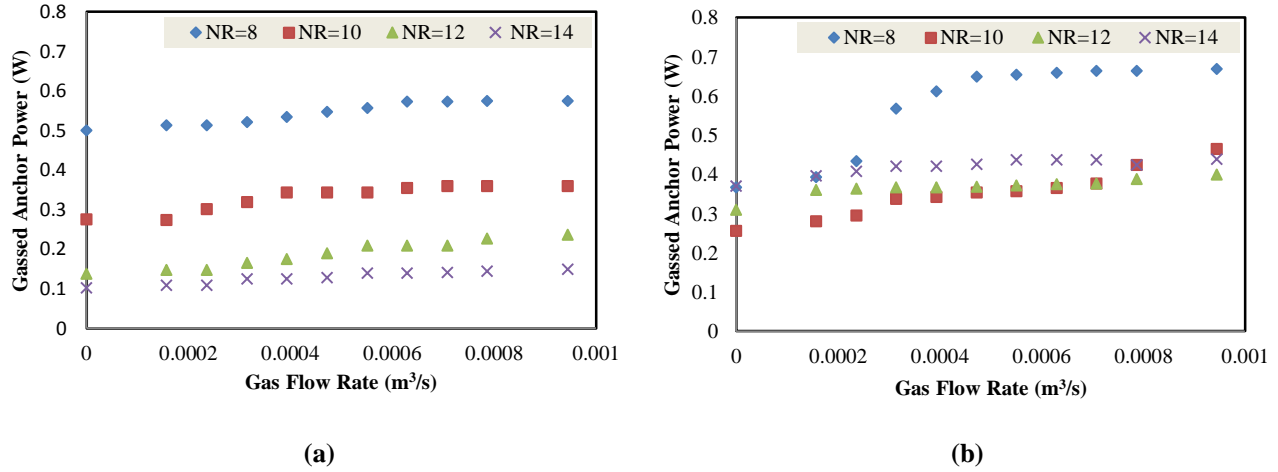 0.8
0.7
0.6
0.5
0.4
0.3
0.2
0.1
0
Gassed Anchor Power (W)
NR=8 NR=10 NR=12 NR=14
0 0.0002 0.0004 0.0006 0.0008 0.001
Gas Flow Rate (m³/s)
(a)
0.8
0.7
0.6
0.5
0.4
0.3
0.2
0.1
0
Gassed Anchor Power (W)
NR=8 NR=10 NR=12 NR=14
0 0.0002 0.0004 0.0006 0.0008 0.001
Gas Flow Rate (m³/s)
(b)